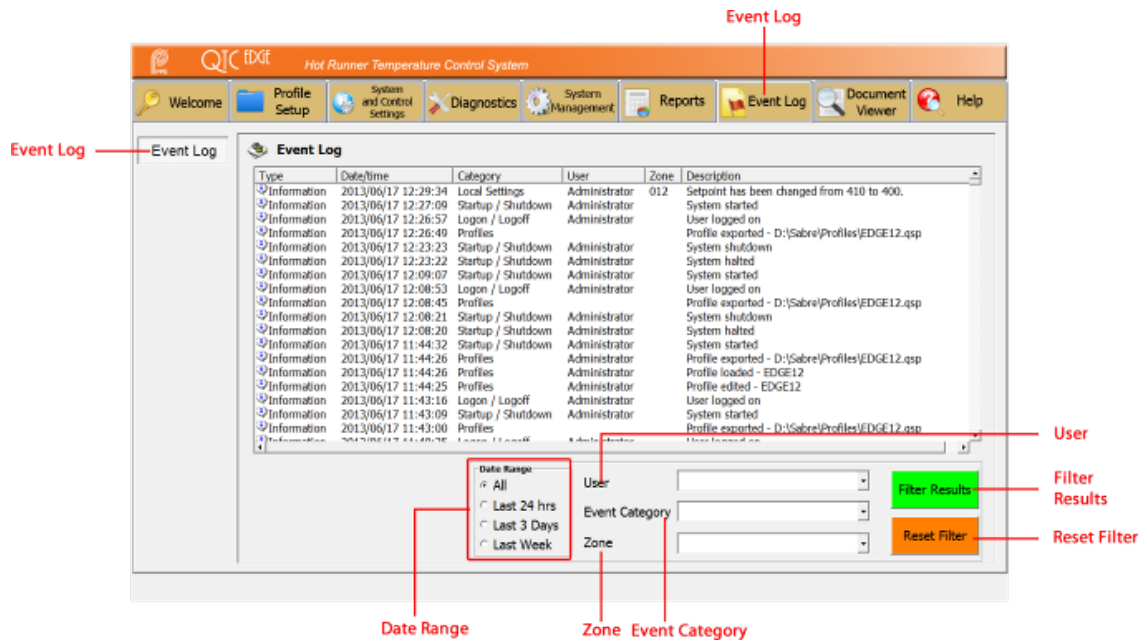 Event Log
QTC EDGE Hot Runner Temperature Control System
Welcome
Profile Setup
System and Control Settings
Diagnostics
System Management
Reports
Event Log
Document Viewer
Help
Event Log
Event Log
Event Log
Type Date/time Category User Zone Description
Information 2013/06/17 12:29:34 Local Settings Administrator 012 Setpoint has been changed from 410 to 400.
Information 2013/06/17 12:27:09 Startup / Shutdown Administrator System started
Information 2013/06/17 12:26:57 Logon / Logoff Administrator User logged on
Information 2013/06/17 12:26:49 Profiles Profile exported - D:\Sabre\Profiles\EDGE12.qsp
Information 2013/06/17 12:23:23 Startup / Shutdown Administrator System shutdown
Information 2013/06/17 12:23:22 Startup / Shutdown Administrator System halted
Information 2013/06/17 12:09:07 Startup / Shutdown Administrator System started
Information 2013/06/17 12:08:53 Logon / Logoff Administrator User logged on
Information 2013/06/17 12:08:45 Profiles Profile exported - D:\Sabre\Profiles\EDGE12.qsp
Information 2013/06/17 12:08:21 Startup / Shutdown Administrator System shutdown
Information 2013/06/17 12:08:20 Startup / Shutdown Administrator System halted
Information 2013/06/17 11:44:32 Startup / Shutdown Administrator System started
Information 2013/06/17 11:44:26 Profiles Administrator Profile exported - D:\Sabre\Profiles\EDGE12.qsp
Information 2013/06/17 11:44:26 Profiles Administrator Profile loaded - EDGE12
Information 2013/06/17 11:44:25 Profiles Administrator Profile edited - EDGE12
Information 2013/06/17 11:43:16 Logon / Logoff Administrator User logged on
Information 2013/06/17 11:43:09 Startup / Shutdown Administrator System started
Information 2013/06/17 11:43:00 Profiles Profile exported - D:\Sabre\Profiles\EDGE12.qsp
User
Date Range
All
Last 24 hrs
Last 3 Days
Last Week
User
Event Category
Zone
Filter Results
Reset Filter
Filter
Results
Reset Filter
Date Range
Zone
Event Category